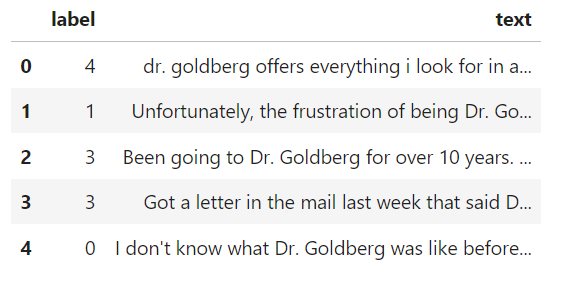 label text
0 4 dr. goldberg offers everything i look for in a...
1 1 Unfortunately, the frustration of being Dr. Go...
2 3 Been going to Dr. Goldberg for over 10 years. ...
3 3 Got a letter in the mail last week that said D...
4 0 I don't know what Dr. Goldberg was like before...